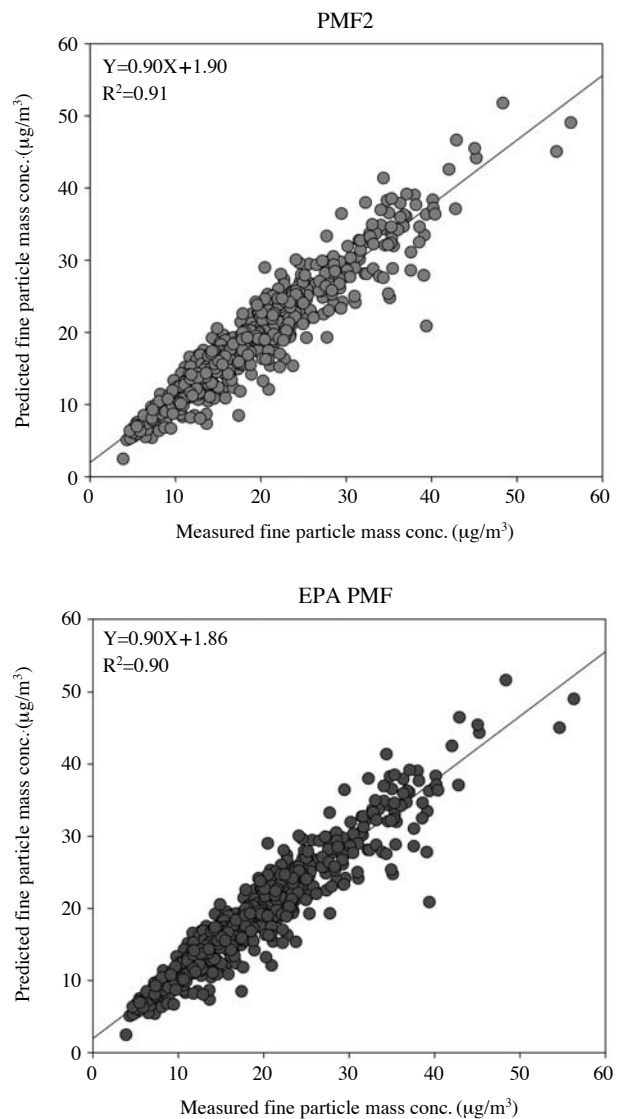 PMF2
60
Y=0.90X+1.90
R²=0.91
50
40
30
20
10
0
Predicted fine particle mass conc. (μg/m³)
0 10 20 30 40 50 60
Measured fine particle mass conc. (μg/m³)
EPA PMF
60
Y=0.90X+1.86
R²=0.90
50
40
30
20
10
0
Predicted fine particle mass conc. (μg/m³)
0 10 20 30 40 50 60
Measured fine particle mass conc. (μg/m³)